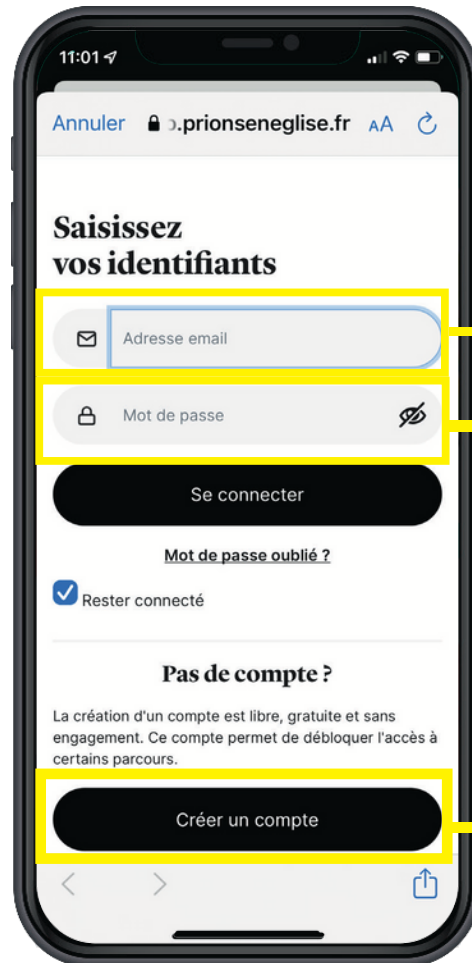 11:01
Annuler .prionseneglise.fr AA
Saisissez
vos identifiants
Adresse email
Mot de passe
Se connecter
Mot de passe oublié ?
Rester connecté
Pas de compte ?
La création d'un compte est libre, gratuite et sans
engagement. Ce compte permet de débloquer l'accès à
certains parcours.
Créer un compte